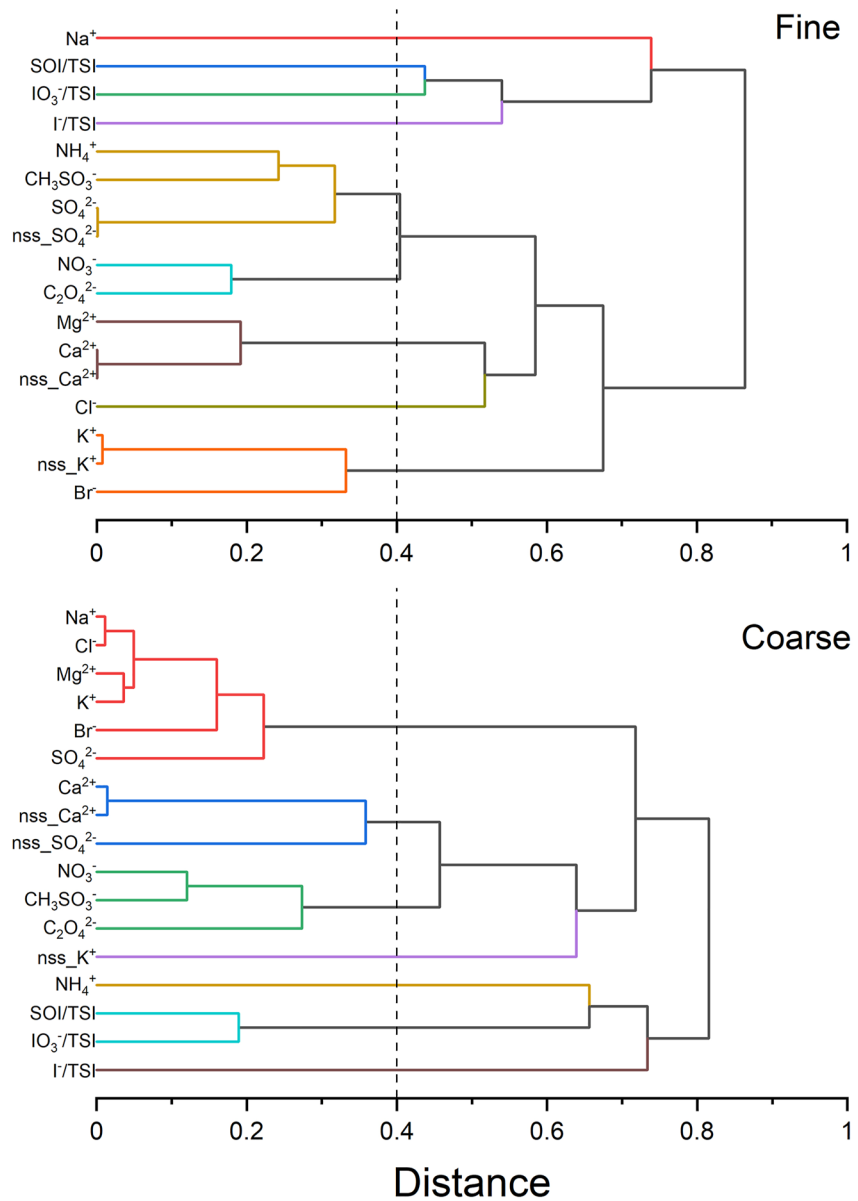 Fine
Na⁺
SOI/TSI
IO₃⁻/TSI
I⁻/TSI
NH₄⁺
CH₃SO₃⁻
SO₄²⁻
nss_SO₄²⁻
NO₃⁻
C₂O₄²⁻
Mg²⁺
Ca²⁺
nss_Ca²⁺
Cl⁻
K⁺
nss_K⁺
Br⁻
0 0.2 0.4 0.6 0.8 1
Coarse
Na⁺
Cl⁻
Mg²⁺
K⁺
Br⁻
SO₄²⁻
Ca²⁺
nss_Ca²⁺
nss_SO₄²⁻
NO₃⁻
CH₃SO₃⁻
C₂O₄²⁻
nss_K⁺
NH₄⁺
SOI/TSI
IO₃⁻/TSI
I⁻/TSI
0 0.2 0.4 0.6 0.8 1
Distance